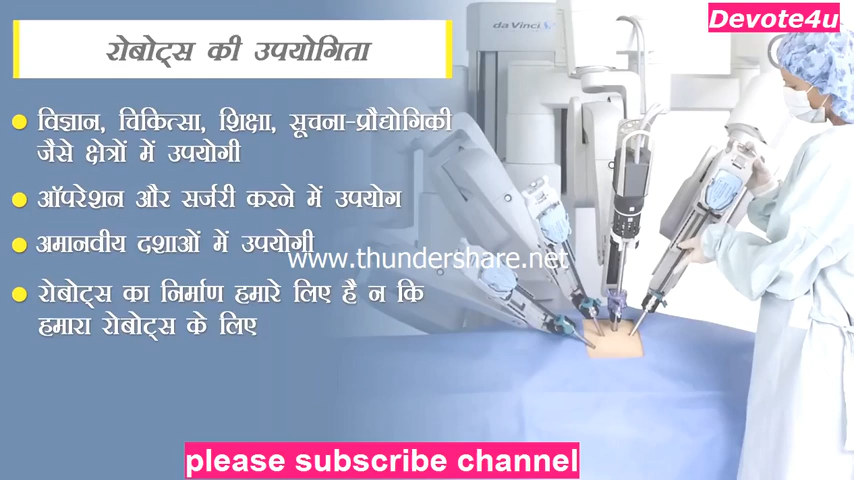 Devote4u
da Vinci
रोबोट्स की उपयोगिता
विज्ञान, चिकित्सा, शिक्षा, सूचना-प्रौद्योगिकी
जैसे क्षेत्रों में उपयोगी
ऑपरेशन और सर्जरी करने में उपयोग
अमानवीय दशाओं में उपयोगी
www.thundershare.net
रोबोट्स का निर्माण हमारे लिए है न कि
हमारा रोबोट्स के लिए
please subscribe channel